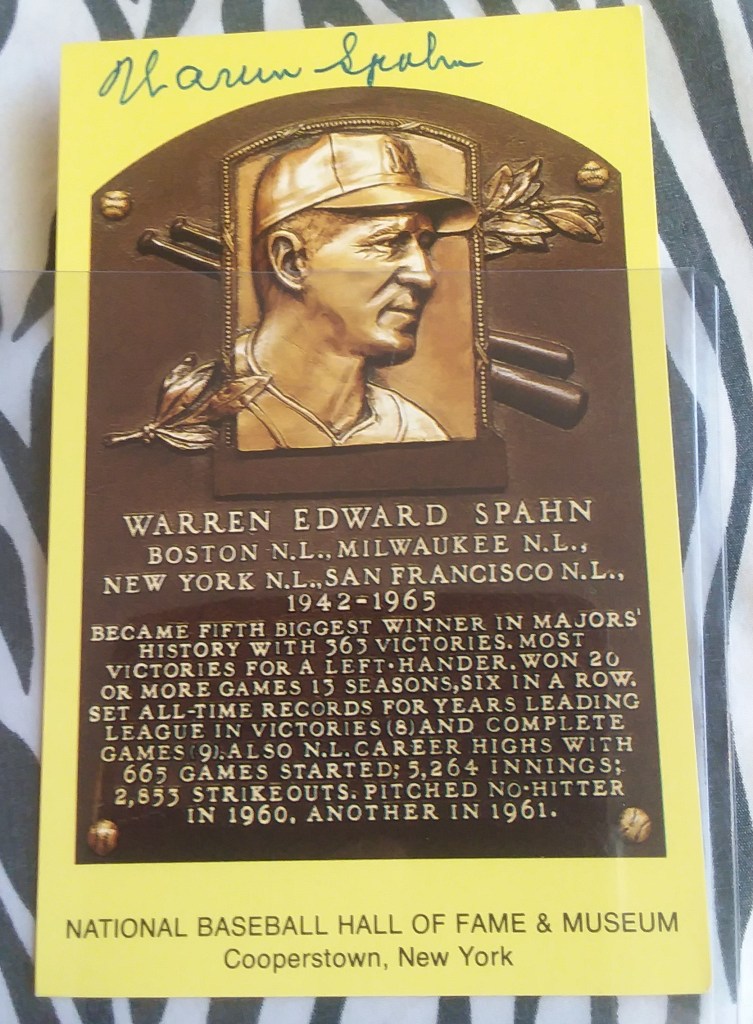 Warren Spahn
M
WARREN EDWARD SPAHN
BOSTON N.L., MILWAUKEE N.L.,
NEW YORK N.L., SAN FRANCISCO N.L.,
1942-1965
BECAME FIFTH BIGGEST WINNER IN MAJORS'
HISTORY WITH 363 VICTORIES. MOST
VICTORIES FOR A LEFT-HANDER. WON 20
OR MORE GAMES 13 SEASONS, SIX IN A ROW.
SET ALL-TIME RECORDS FOR YEARS LEADING
LEAGUE IN VICTORIES (8) AND COMPLETE
GAMES (9). ALSO N.L. CAREER HIGHS WITH
665 GAMES STARTED; 5,264 INNINGS;
2,853 STRIKEOUTS. PITCHED NO-HITTER
IN 1960, ANOTHER IN 1961.
NATIONAL BASEBALL HALL OF FAME & MUSEUM
Cooperstown, New York